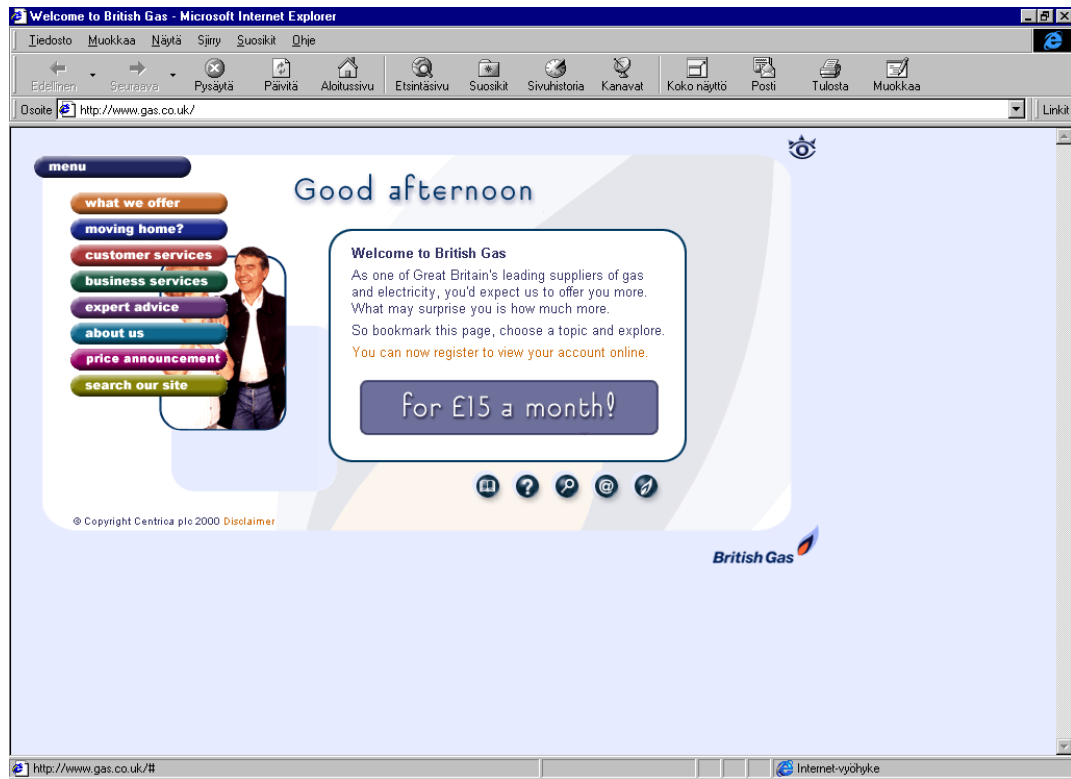 Welcome to British Gas - Microsoft Internet Explorer
Tiedosto Muokkaa Näytä Siirry Suosikit Ohje
Edellinen Seuraava Pysäytä Päivitä Aloitussivu Etsintäsivu Suosikit Sivuhistoria Kanavat Koko näyttö Posti Tulosta Muokkaa
Osoite http://www.gas.co.uk/ Linkit
menu
Good afternoon
what we offer
moving home?
customer services
business services
expert advice
about us
price announcement
search our site
Welcome to British Gas
As one of Great Britain's leading suppliers of gas
and electricity, you'd expect us to offer you more.
What may surprise you is how much more.
So bookmark this page, choose a topic and explore.
You can now register to view your account online.
for £15 a month!
© Copyright Centrica plc 2000 Disclaimer
British Gas
http://www.gas.co.uk/# Internet-vyöhyke